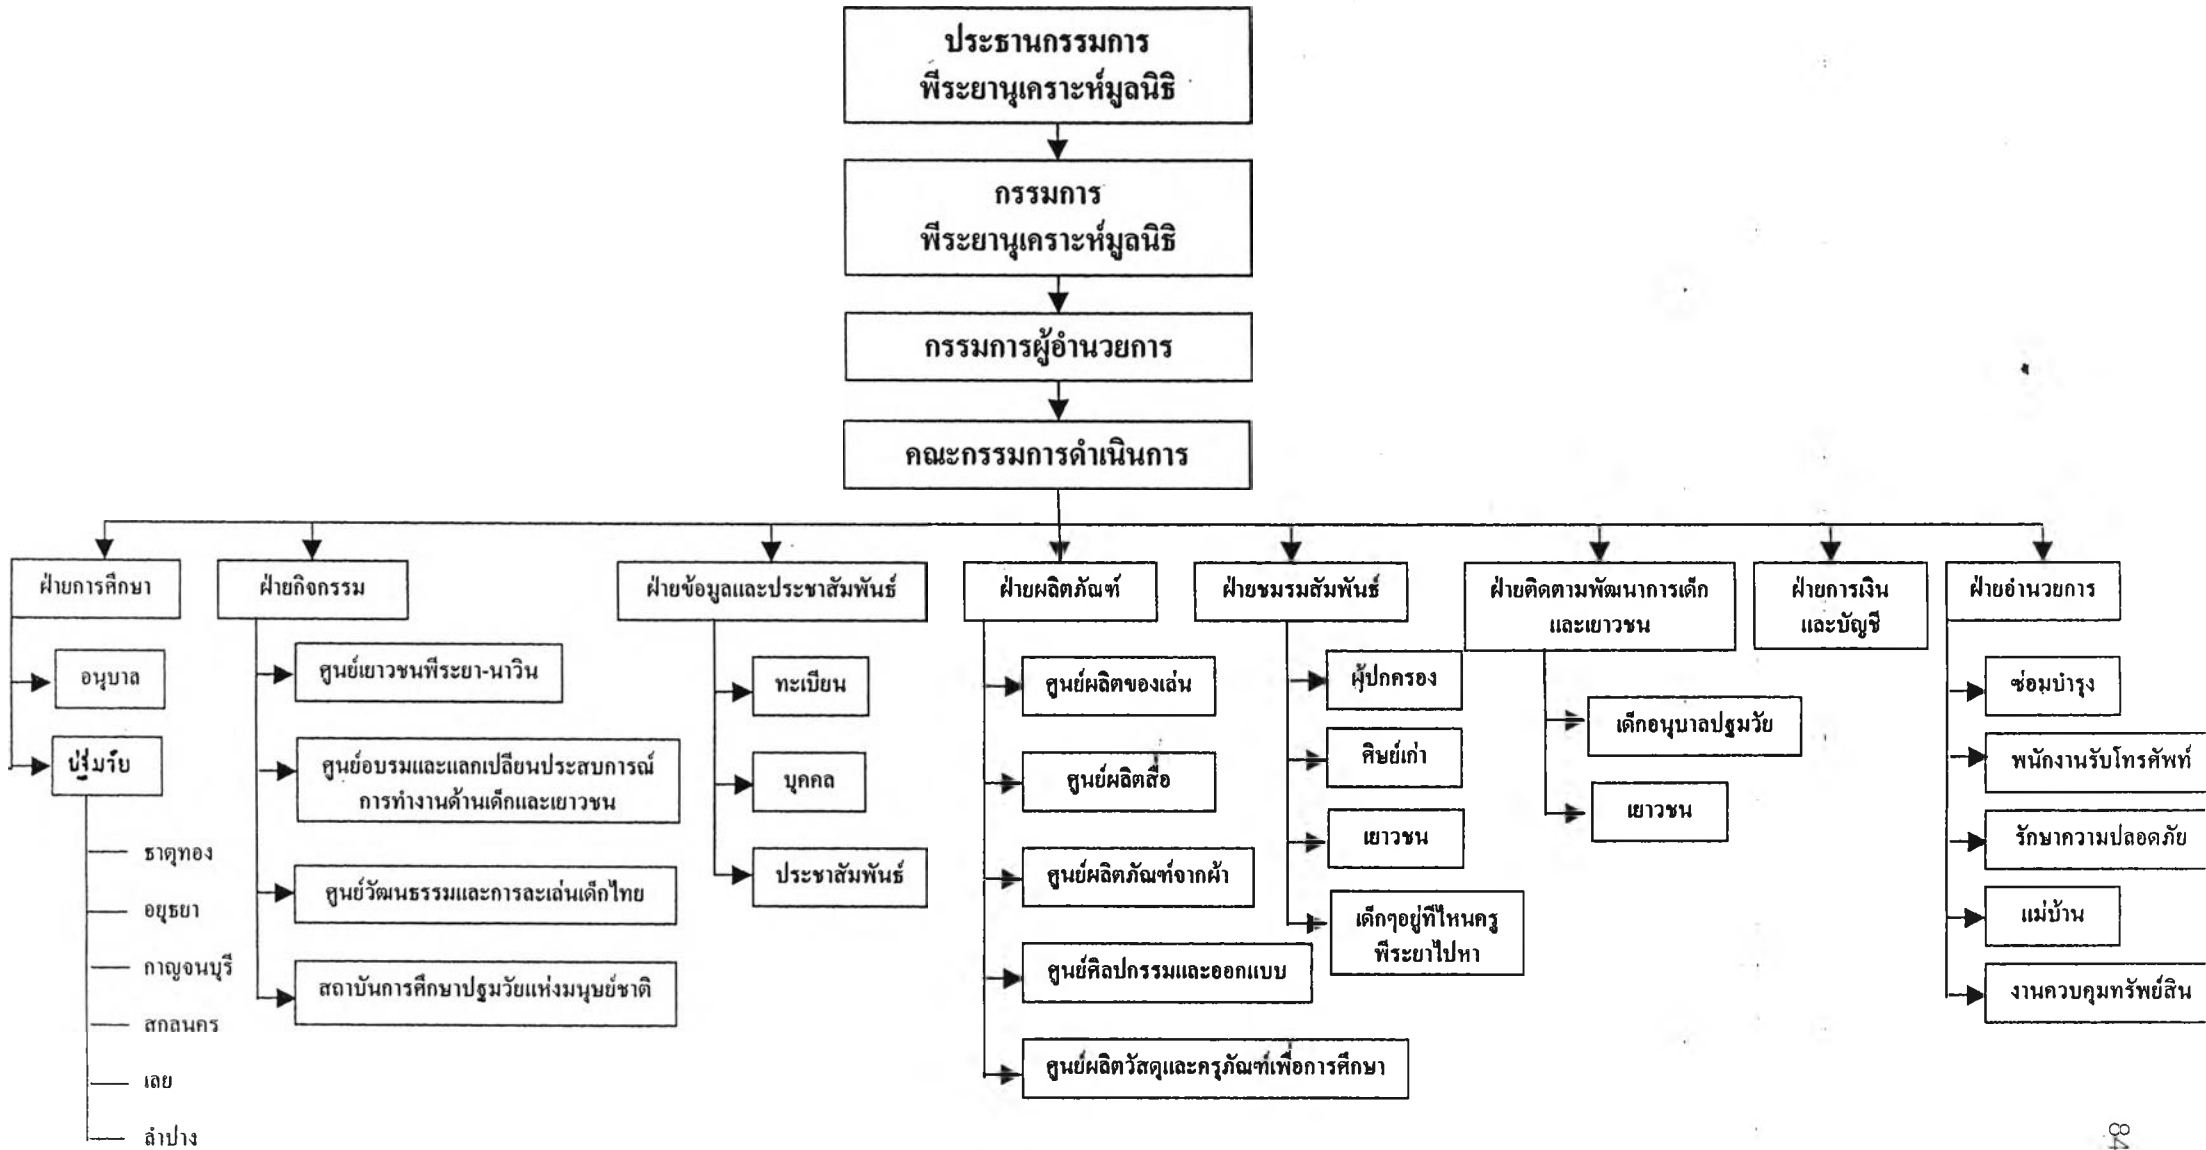 ประธานกรรมการ
พีระยานุเคราะห์มูลนิธิ
กรรมการ
พีระยานุเคราะห์มูลนิธิ
กรรมการผู้อำนวยการ
คณะกรรมการดำเนินการ
ฝ่ายการศึกษา
อนุบาล
ปฐมวัย
ธาตุทอง
อยุธยา
กาญจนบุรี
สกลนคร
เลย
ลำปาง
ฝ่ายกิจกรรม
ศูนย์เยาวชนพีระยา-นาวิน
ศูนย์อบรมและแลกเปลี่ยนประสบการณ์
การทำงานด้านเด็กและเยาวชน
ศูนย์วัฒนธรรมและการละเล่นเด็กไทย
สถาบันการศึกษาปฐมวัยแห่งมนุษย์ชาติ
ฝ่ายข้อมูลและประชาสัมพันธ์
ทะเบียน
บุคคล
ประชาสัมพันธ์
ฝ่ายผลิตภัณฑ์
ศูนย์ผลิตของเล่น
ศูนย์ผลิตสื่อ
ศูนย์ผลิตภัณฑ์จากผ้า
ศูนย์ศิลปกรรมและออกแบบ
ศูนย์ผลิตวัสดุและครุภัณฑ์เพื่อการศึกษา
ฝ่ายชมรมสัมพันธ์
ผู้ปกครอง
ศิษย์เก่า
เยาวชน
เด็กๆอยู่ที่ไหนครู
พีระยาไปหา
ฝ่ายติดตามพัฒนาการเด็ก
และเยาวชน
เด็กอนุบาลปฐมวัย
เยาวชน
ฝ่ายการเงิน
และบัญชี
ฝ่ายอำนวยการ
ซ่อมบำรุง
พนักงานรับโทรศัพท์
รักษาความปลอดภัย
แม่บ้าน
งานควบคุมทรัพย์สิน
84